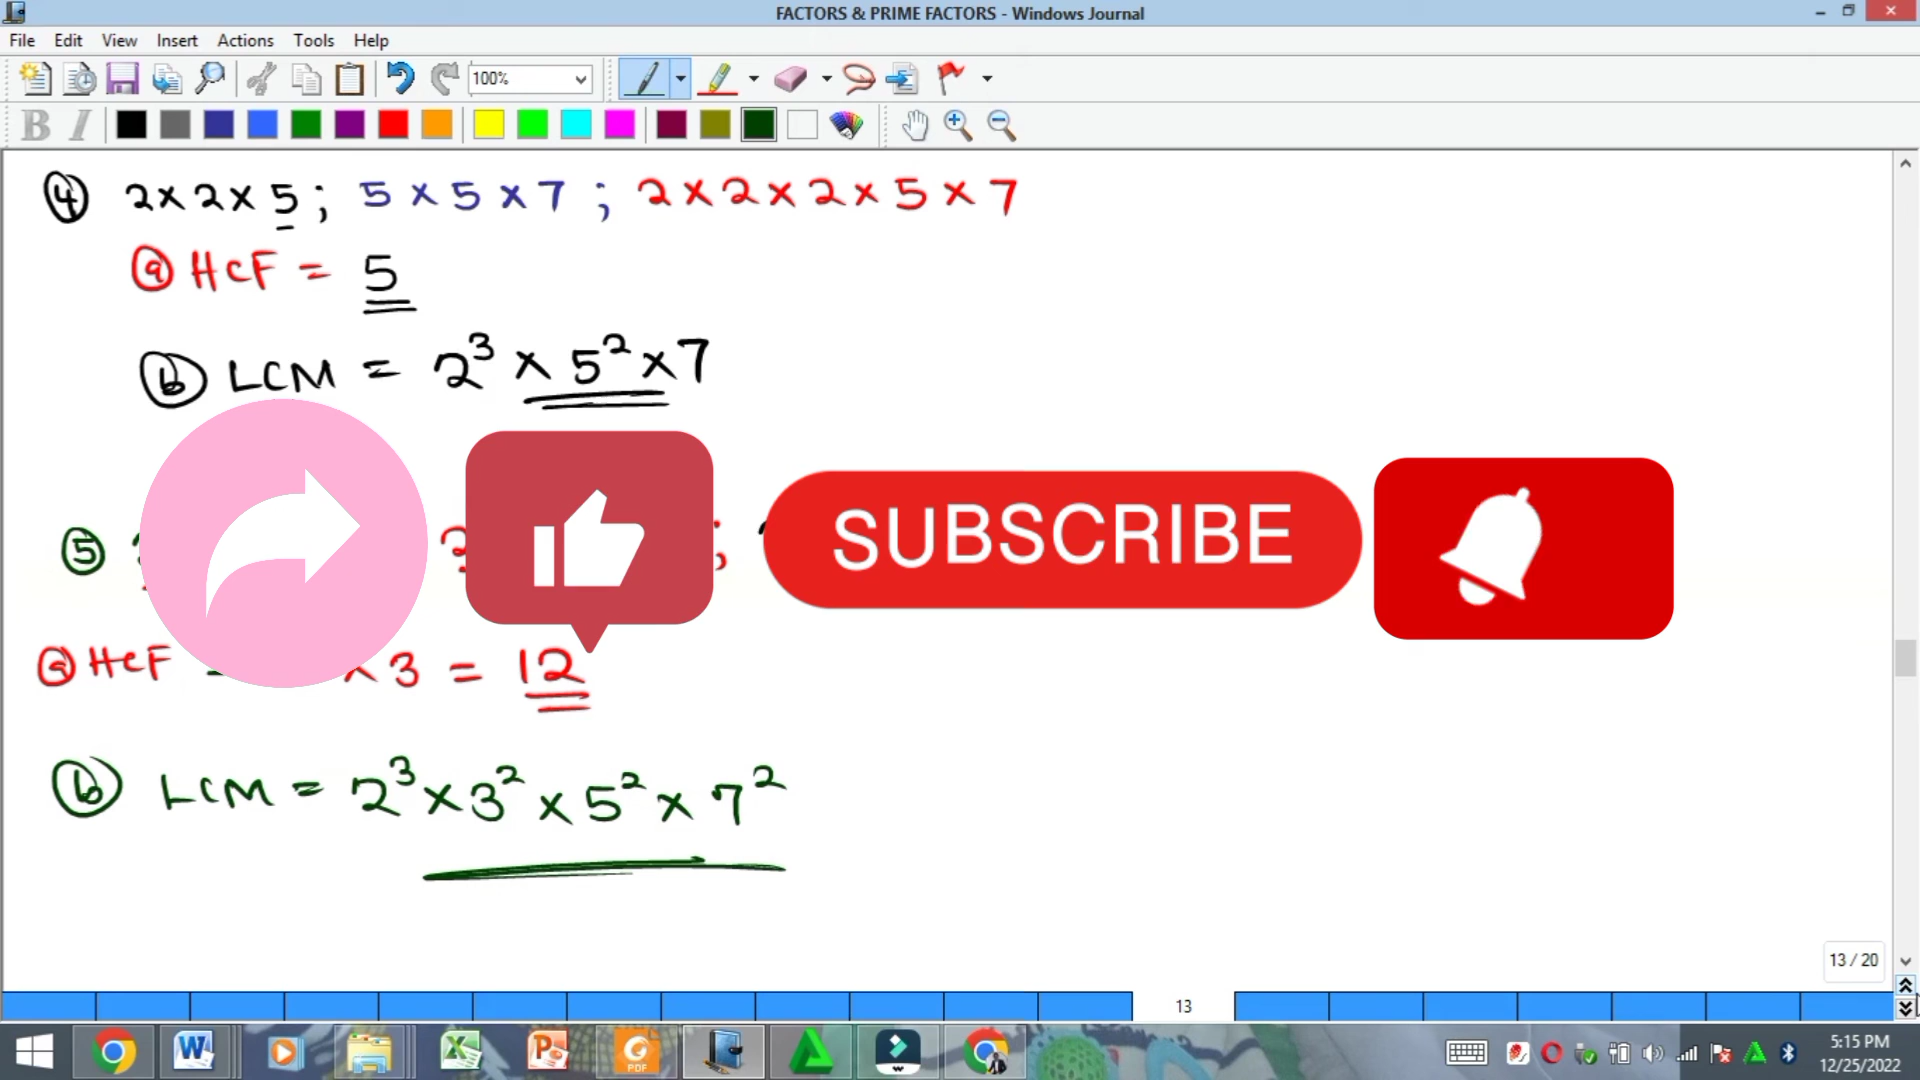 FACTORS & PRIME FACTORS - Windows Journal
File Edit View Insert Actions Tools Help
100%
B I
④ 2×2×5; 5×5×7; 2×2×2×5×7
ⓐ HCF = 5
ⓑ LCM = 2³ × 5² × 7
⑤
SUBSCRIBE
ⓐ HCF × 3 = 12
ⓑ LCM = 2³ × 3² × 5² × 7²
13 / 20
13
5:15 PM
12/25/2022